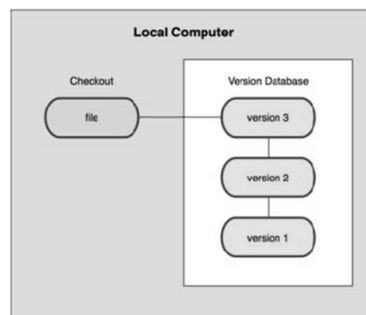 Local Computer
Checkout
Version Database
file
version 3
version 2
version 1